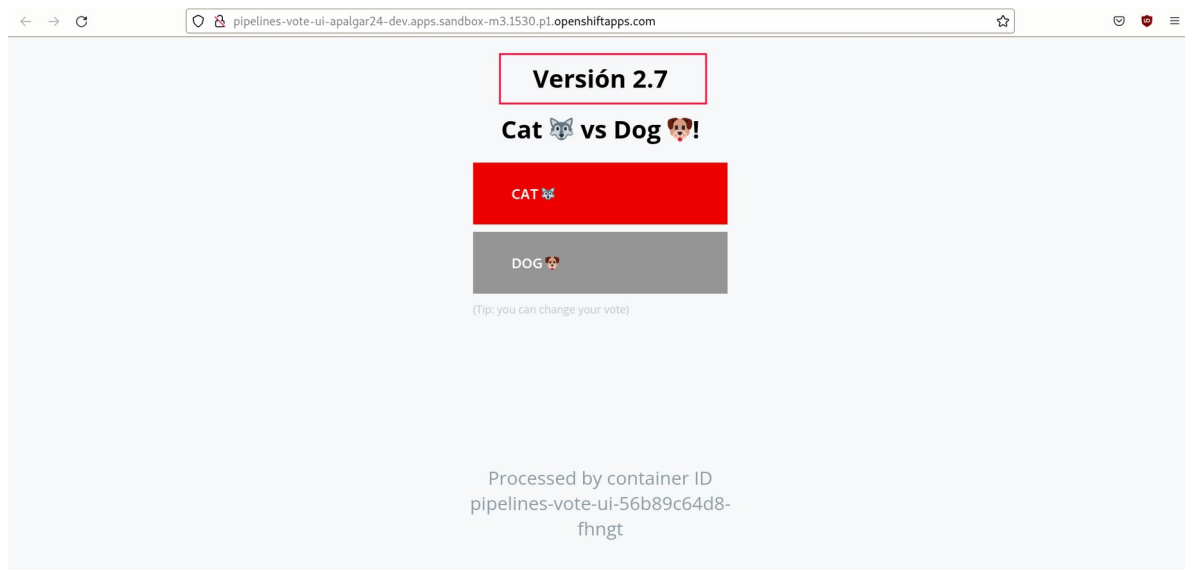 pipelines-vote-ui-apalgar24-dev.apps.sandbox-m3.1530.p1.openshiftapps.com
Versión 2.7
Cat 🐺 vs Dog 🐶!
CAT🐺
DOG🐶
(Tip: you can change your vote)
Processed by container ID
pipelines-vote-ui-56b89c64d8-
fhngt